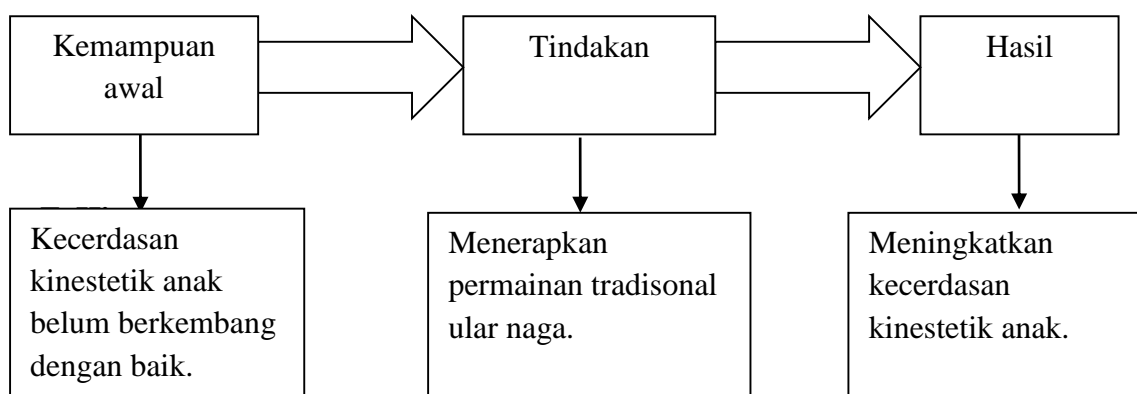 Kemampuan
awal
Tindakan
Hasil
Kecerdasan
kinestetik anak
belum berkembang
dengan baik.
Menerapkan
permainan tradisonal
ular naga.
Meningkatkan
kecerdasan
kinestetik anak.